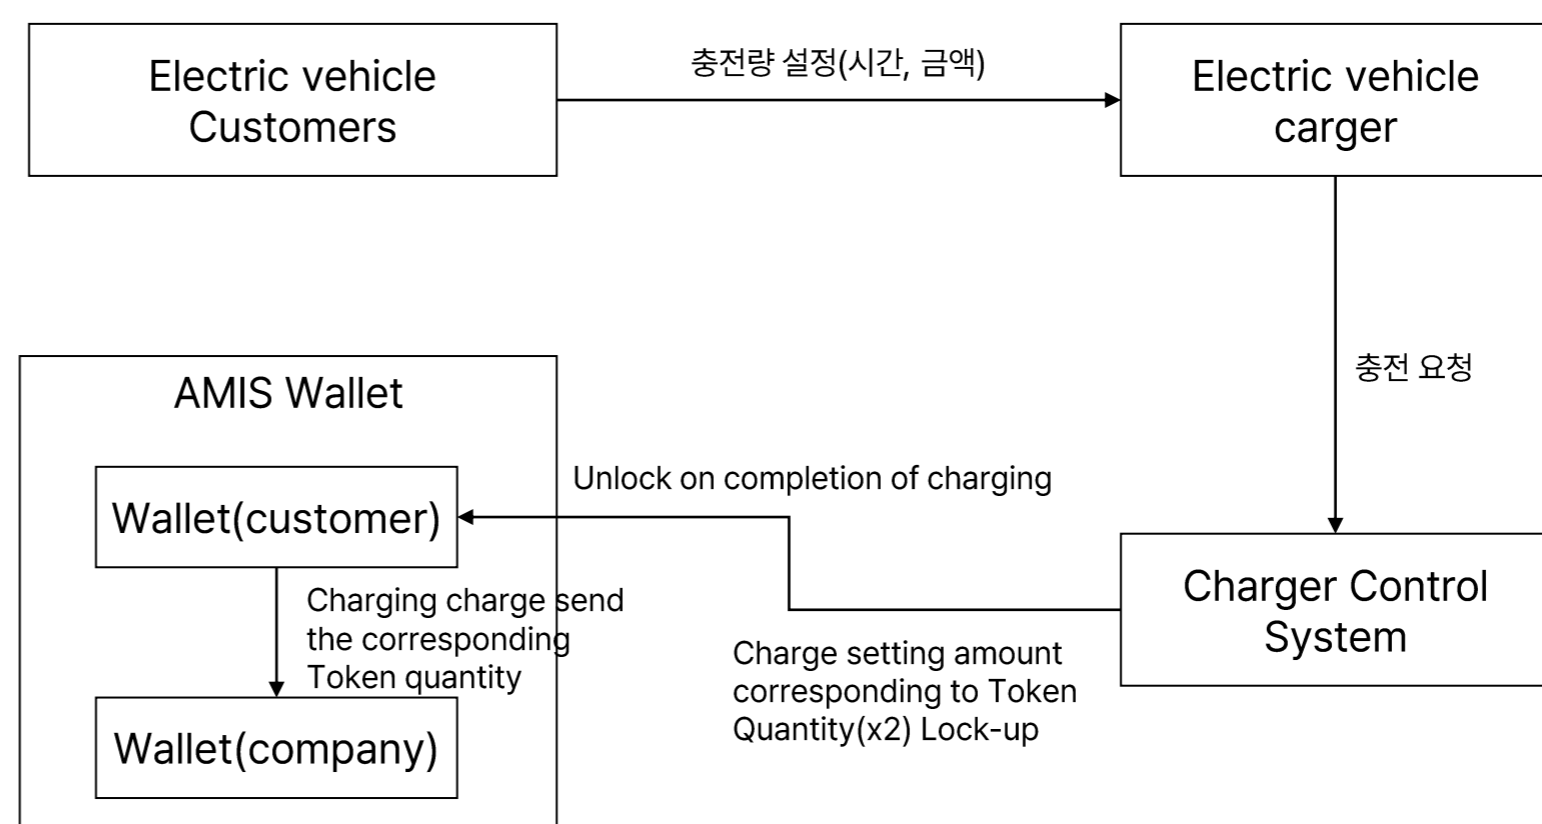 Electric vehicle
Customers
충전량 설정(시간, 금액)
Electric vehicle
carger
충전 요청
AMIS Wallet
Wallet(customer)
Unlock on completion of charging
Charging charge send
the corresponding
Token quantity
Wallet(company)
Charge setting amount
corresponding to Token
Quantity(x2) Lock-up
Charger Control
System